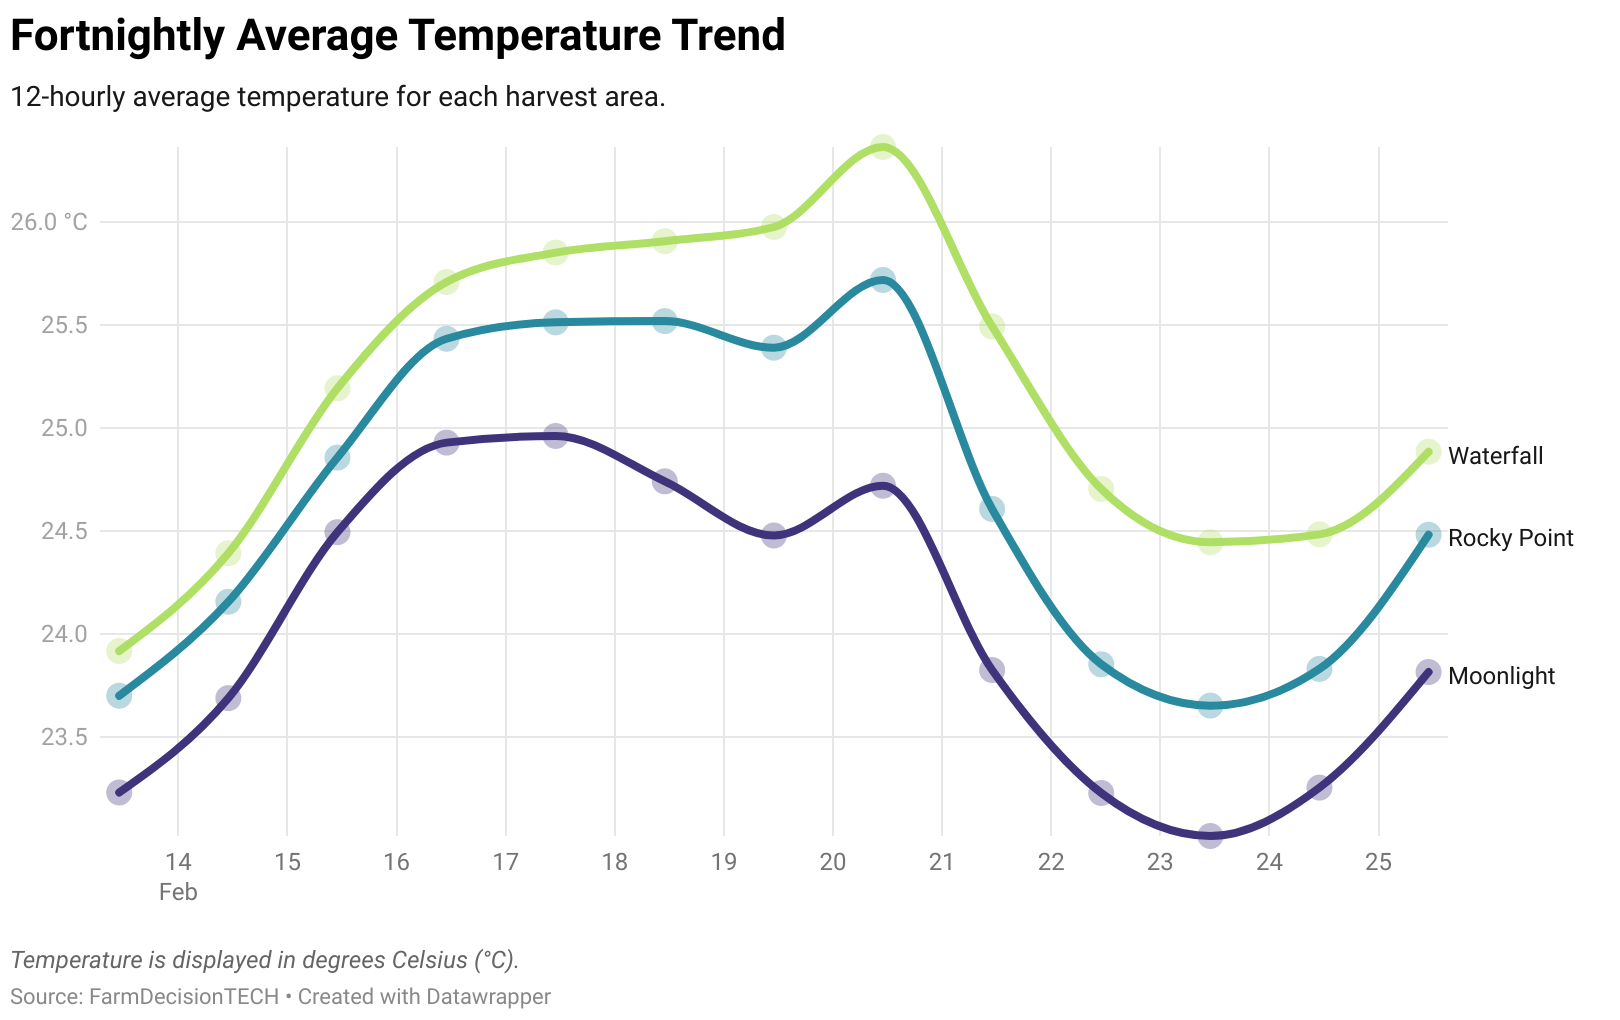 Fortnightly Average Temperature Trend
12-hourly average temperature for each harvest area.
26.0 °C
25.5
25.0
24.5
24.0
23.5
Waterfall
Rocky Point
Moonlight
14 15 16 17 18 19 20 21 22 23 24 25
Feb
Temperature is displayed in degrees Celsius (°C).
Source: FarmDecisionTECH • Created with Datawrapper